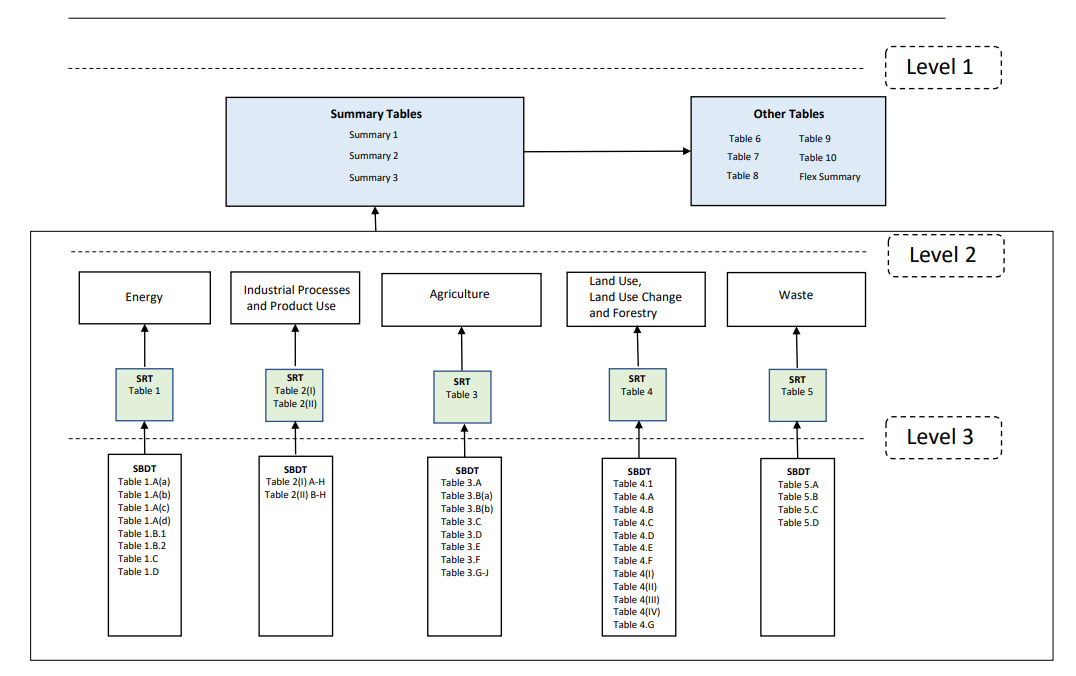 Level 1
Summary Tables
Summary 1
Summary 2
Summary 3
Other Tables
Table 6
Table 9
Table 7
Table 10
Table 8
Flex Summary
Level 2
Energy
Industrial Processes
and Product Use
Agriculture
Land Use,
Land Use Change
and Forestry
Waste
SRT
Table 1
SRT
Table 2(I)
Table 2(II)
SRT
Table 3
SRT
Table 4
SRT
Table 5
Level 3
SBDT
Table 1.A(a)
Table 1.A(b)
Table 1.A(c)
Table 1.A(d)
Table 1.B.1
Table 1.B.2
Table 1.C
Table 1.D
SBDT
Table 2(I) A-H
Table 2(II) B-H
SBDT
Table 3.A
Table 3.B(a)
Table 3.B(b)
Table 3.C
Table 3.D
Table 3.E
Table 3.F
Table 3.G-J
SBDT
Table 4.1
Table 4.A
Table 4.B
Table 4.C
Table 4.D
Table 4.E
Table 4.F
Table 4(I)
Table 4(II)
Table 4(III)
Table 4(IV)
Table 4.G
SBDT
Table 5.A
Table 5.B
Table 5.C
Table 5.D